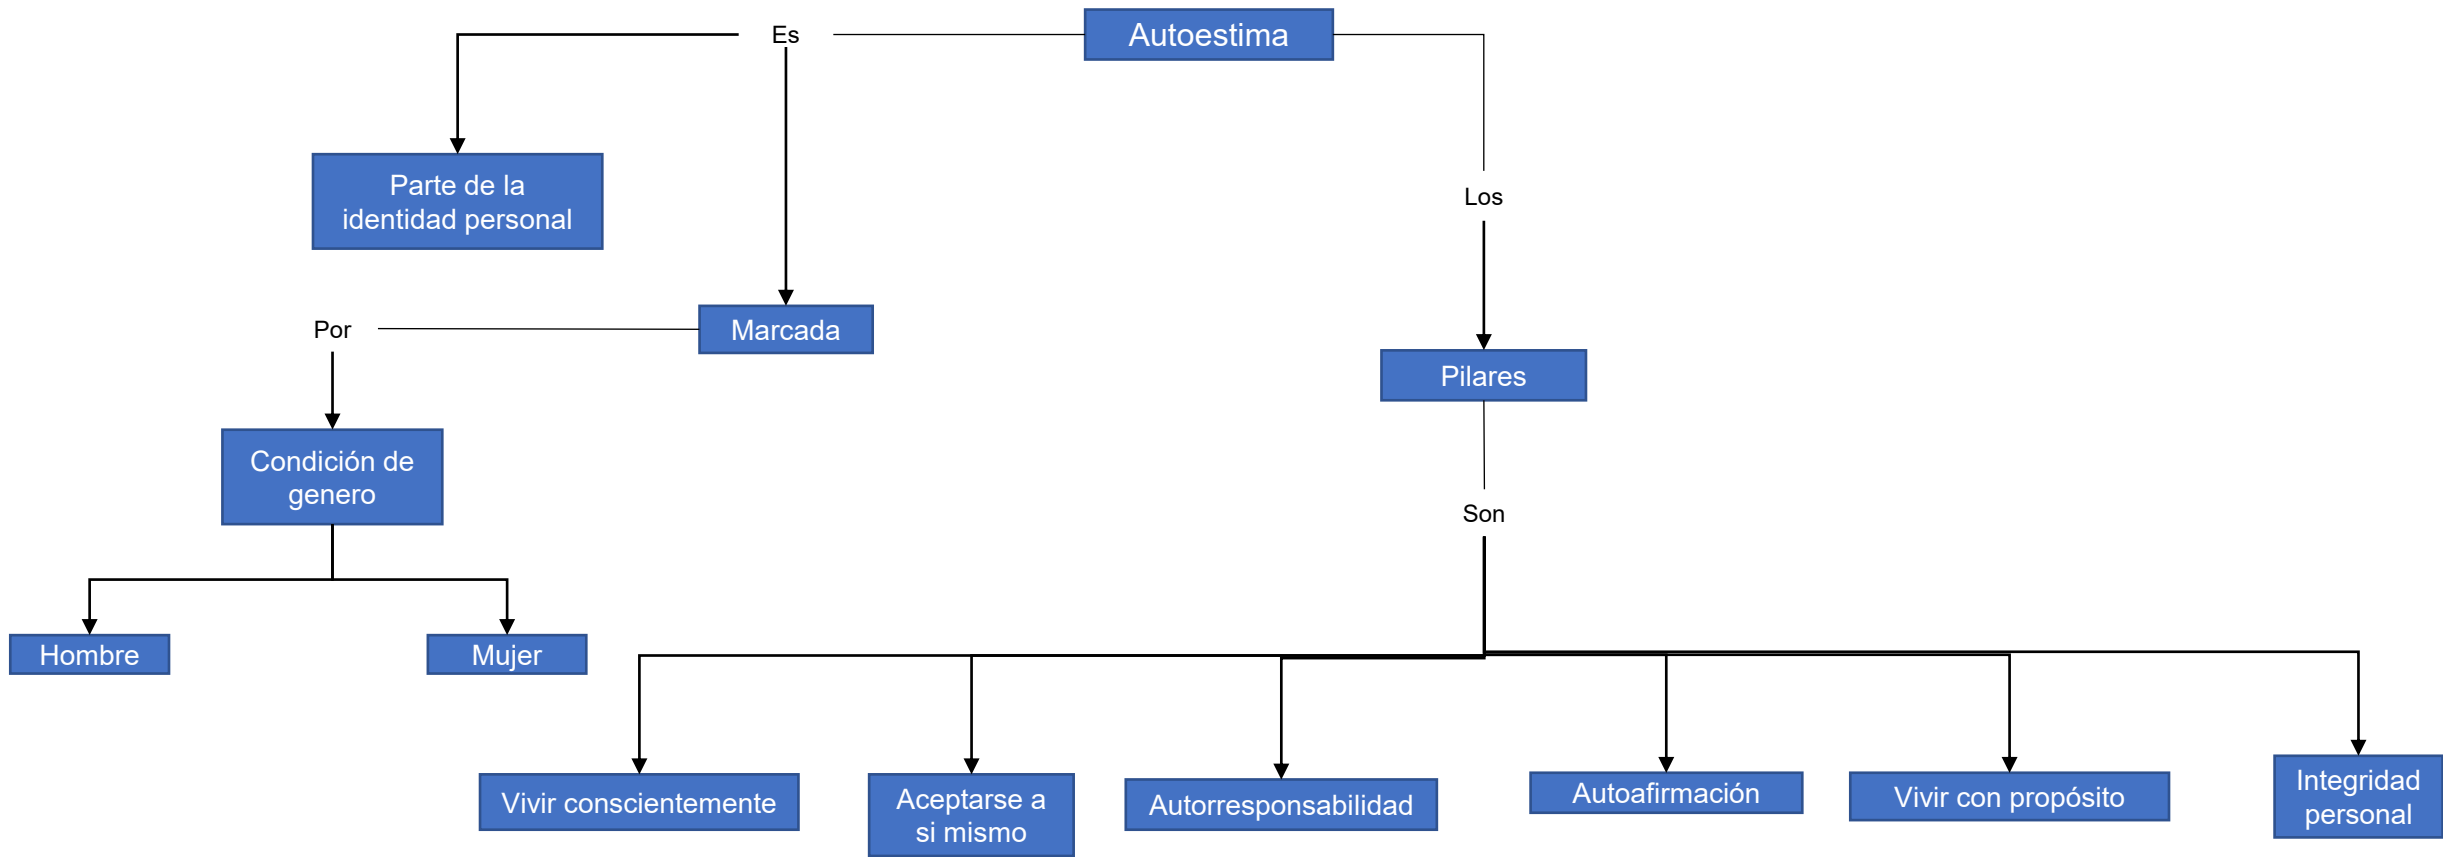 Es
Autoestima
Parte de la
identidad personal
Los
Por
Marcada
Pilares
Condición de
genero
Son
Hombre
Mujer
Vivir conscientemente
Aceptarse a
si mismo
Autorresponsabilidad
Autoafirmación
Vivir con propósito
Integridad
personal